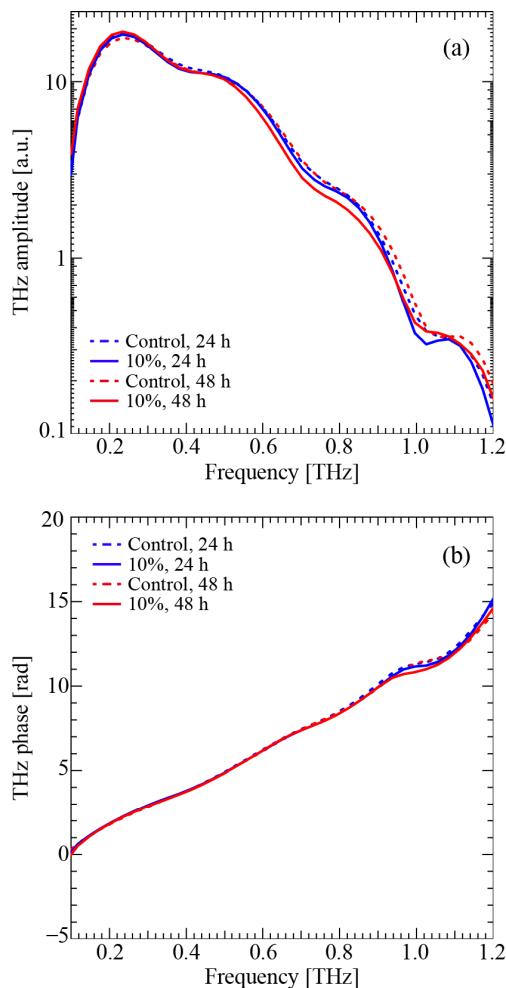 (a)
10
1
0.1
THz amplitude [a.u.]
Control, 24 h
10%, 24 h
Control, 48 h
10%, 48 h
0.2 0.4 0.6 0.8 1.0 1.2
Frequency [THz]
20
15
10
5
0
−5
THz phase [rad]
Control, 24 h
10%, 24 h
Control, 48 h
10%, 48 h
(b)
0.2 0.4 0.6 0.8 1.0 1.2
Frequency [THz]